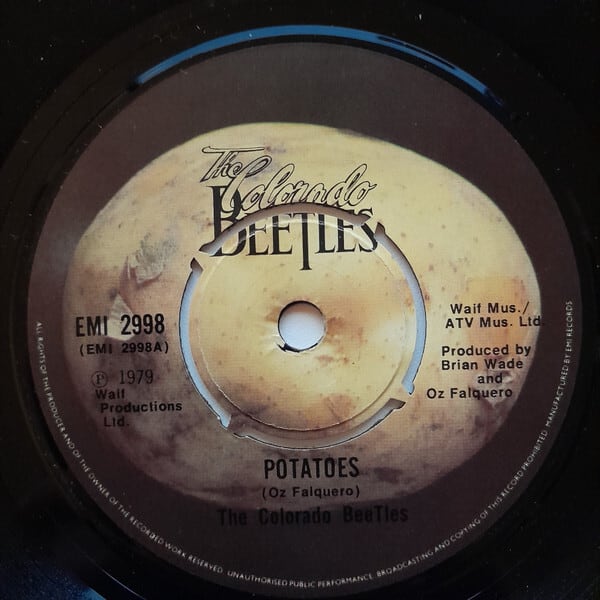 The
Colorado
BEETLES
EMI 2998
(EMI 2998A)
Ⓟ 1979
Waif
Productions
Ltd.
Waif Mus./
ATV Mus. Ltd.
Produced by
Brian Wade
and
Oz Falquero
POTATOES
(Oz Falquero)
The Colorado BeeTles
ALL RIGHTS OF THE PRODUCER AND OF THE OWNER OF THE RECORDED WORK RESERVED. UNAUTHORISED PUBLIC PERFORMANCE, BROADCASTING AND COPYING OF THIS RECORD PROHIBITED. MANUFACTURED BY EMI RECORDS